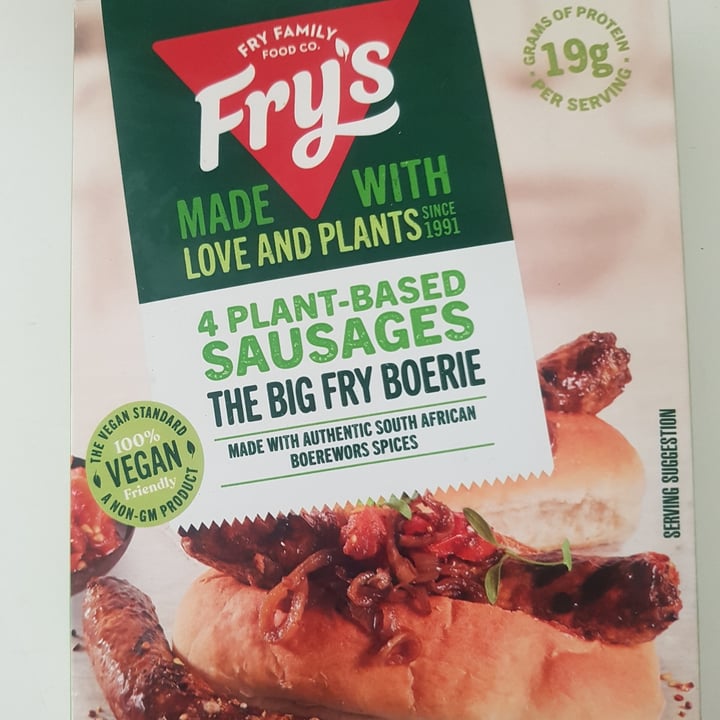 FRY FAMILY
FOOD CO.
Fry's
MADE WITH
LOVE AND PLANTS
SINCE
1991
GRAMS OF PROTEIN
19g
PER SERVING
4 PLANT-BASED
SAUSAGES
THE BIG FRY BOERIE
MADE WITH AUTHENTIC SOUTH AFRICAN
BOEREWORS SPICES
THE VEGAN STANDARD
100%
VEGAN
Friendly
A NON-GM PRODUCT
SERVING SUGGESTION